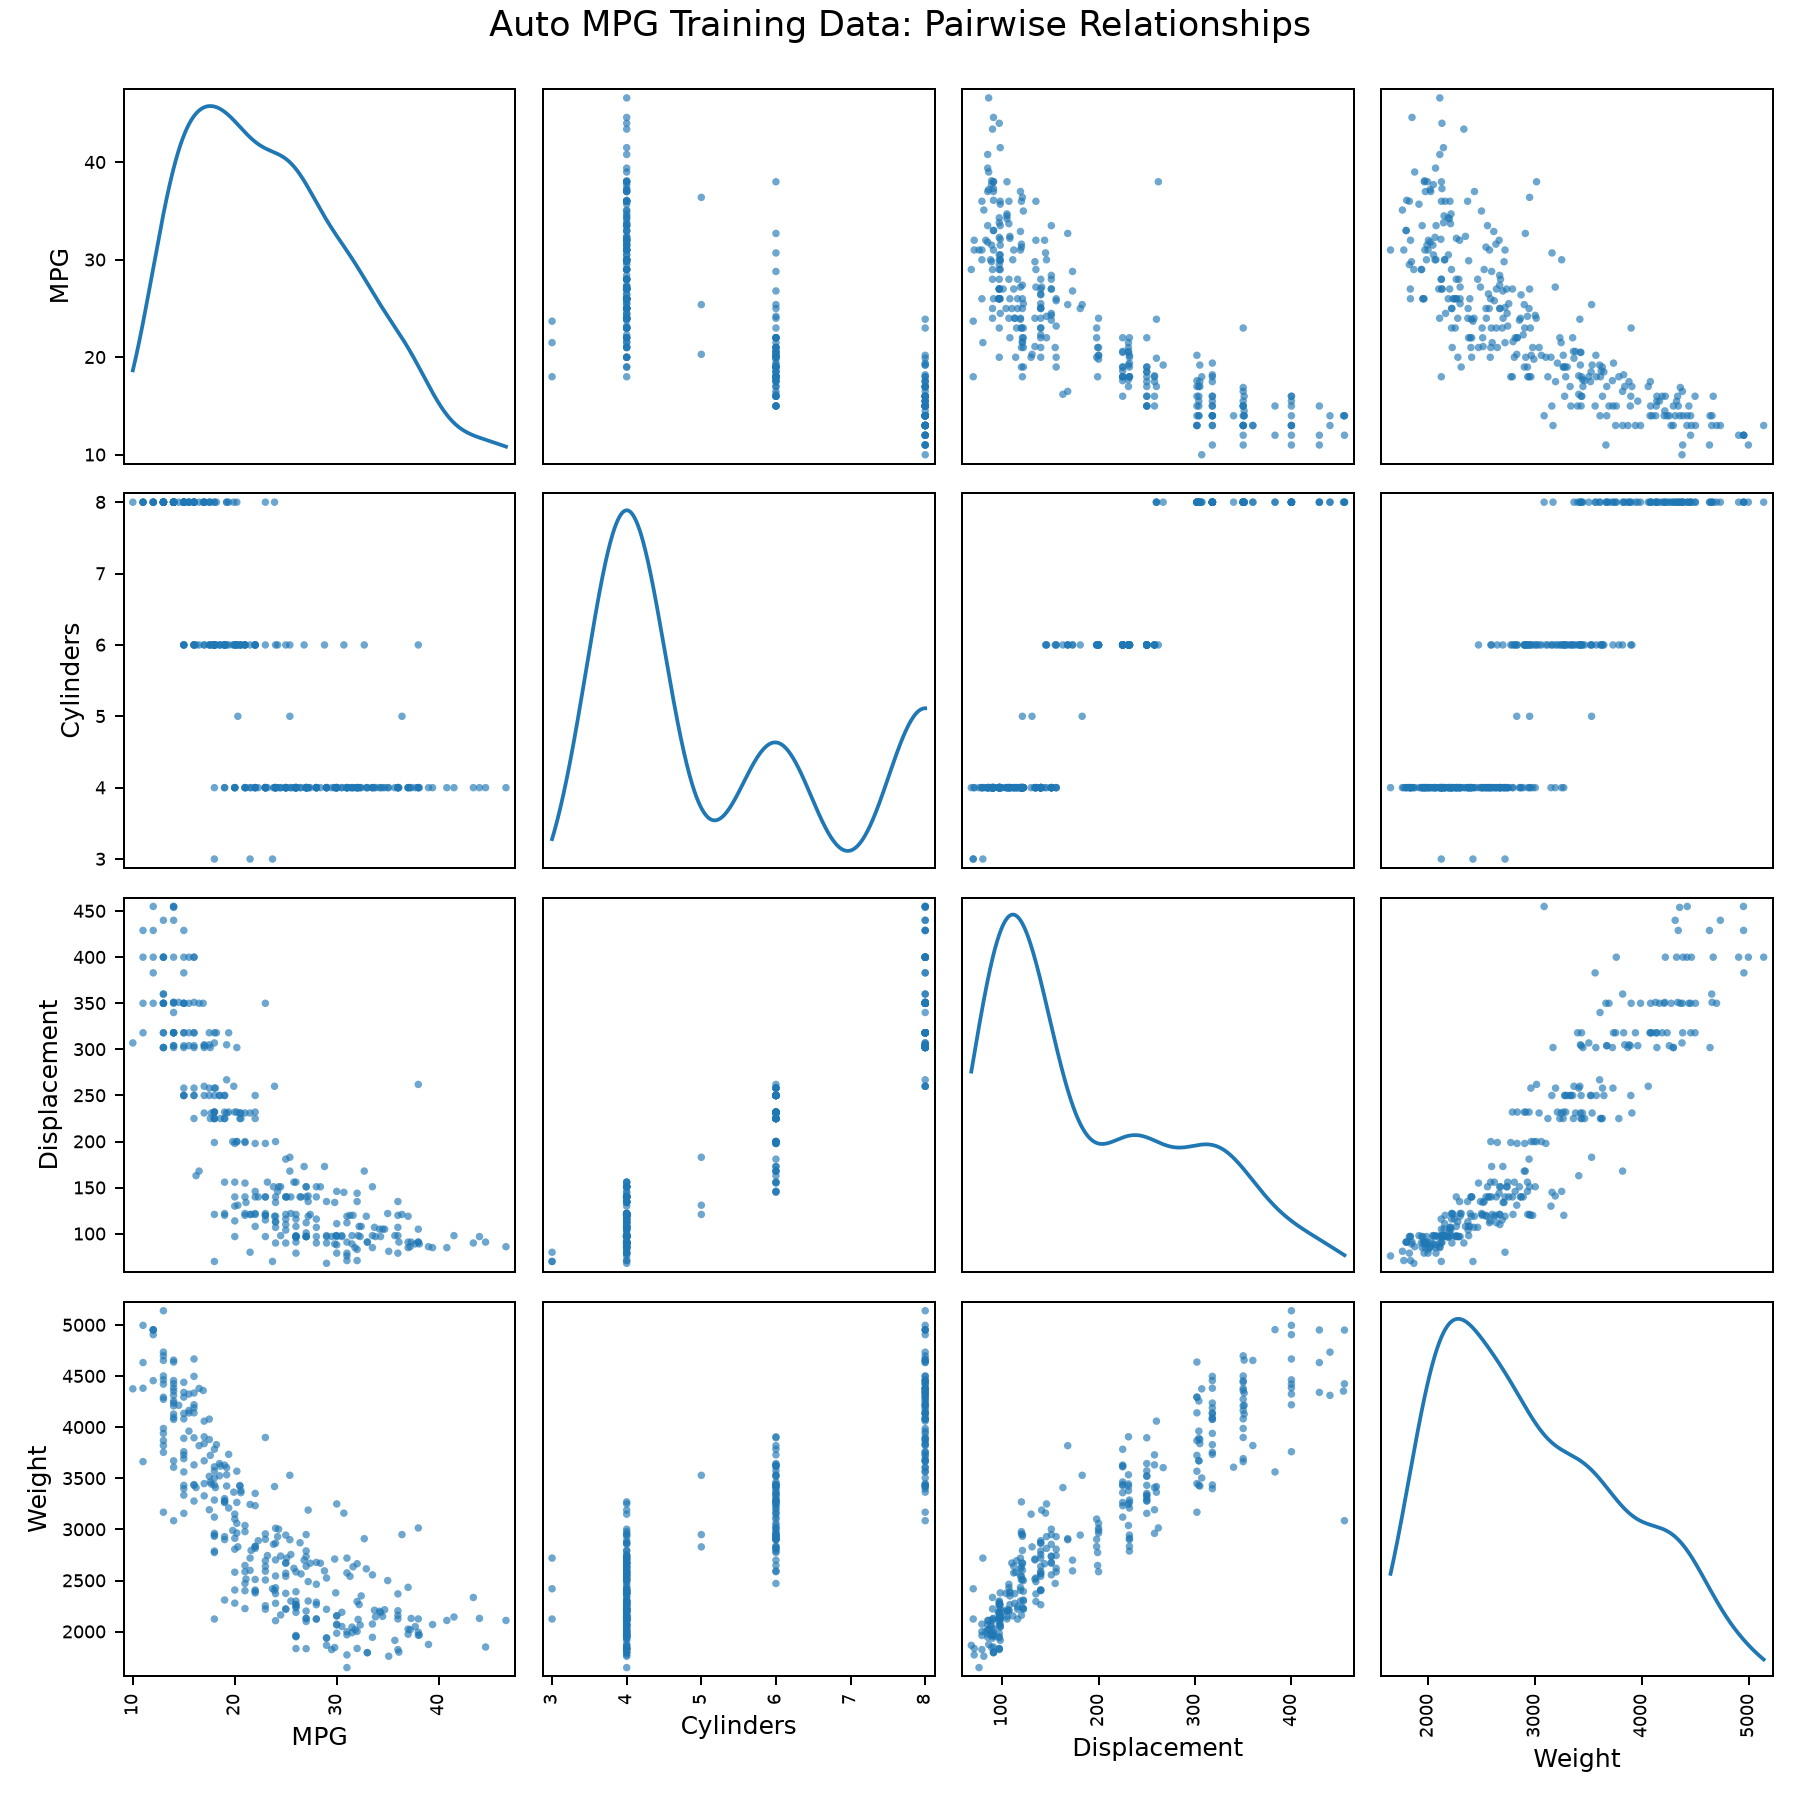 Auto MPG Training Data: Pairwise Relationships
MPG
40
30
20
10
Cylinders
8
7
6
5
4
3
Displacement
450
400
350
300
250
200
150
100
Weight
5000
4500
4000
3500
3000
2500
2000
10 20 30 40
MPG
3 4 5 6 7 8
Cylinders
100 200 300 400
Displacement
2000 3000 4000 5000
Weight